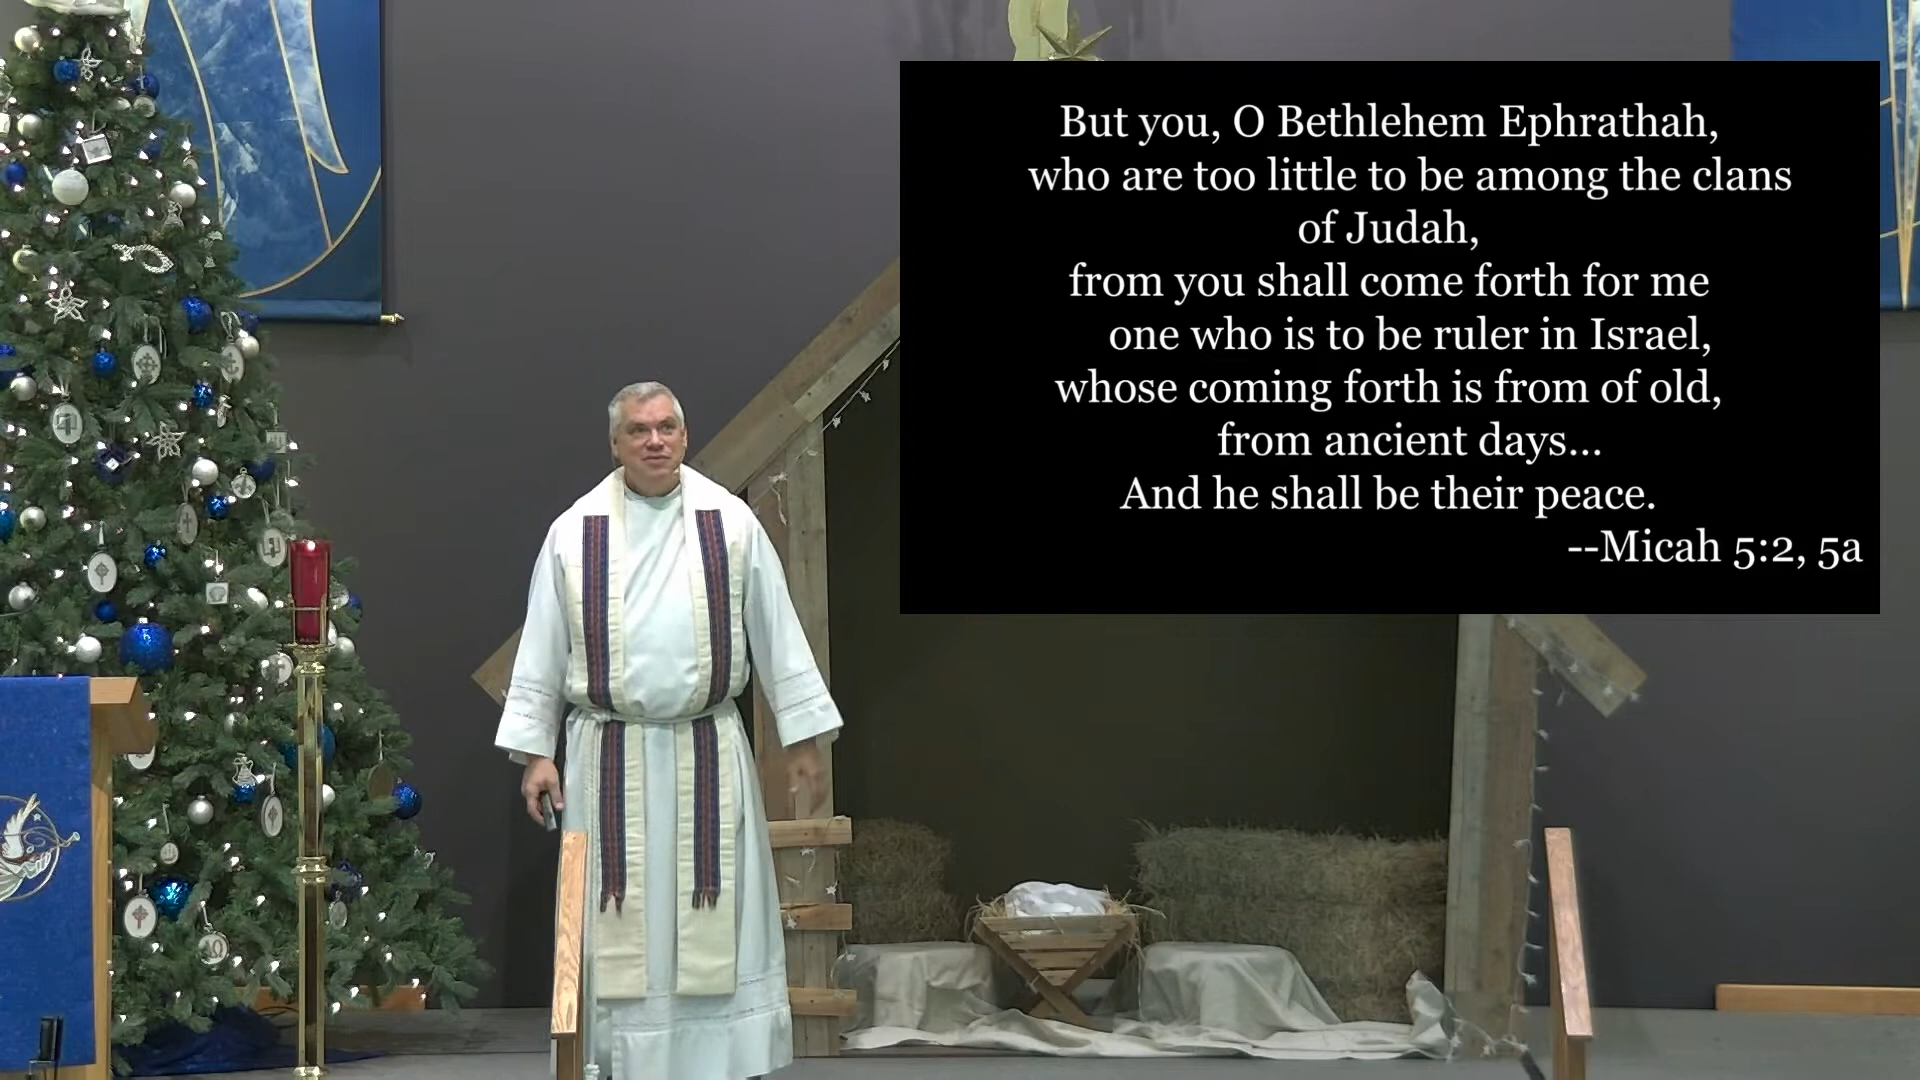 But you, O Bethlehem Ephrathah,
who are too little to be among the clans
of Judah,
from you shall come forth for me
one who is to be ruler in Israel,
whose coming forth is from of old,
from ancient days...
And he shall be their peace.
--Micah 5:2, 5a